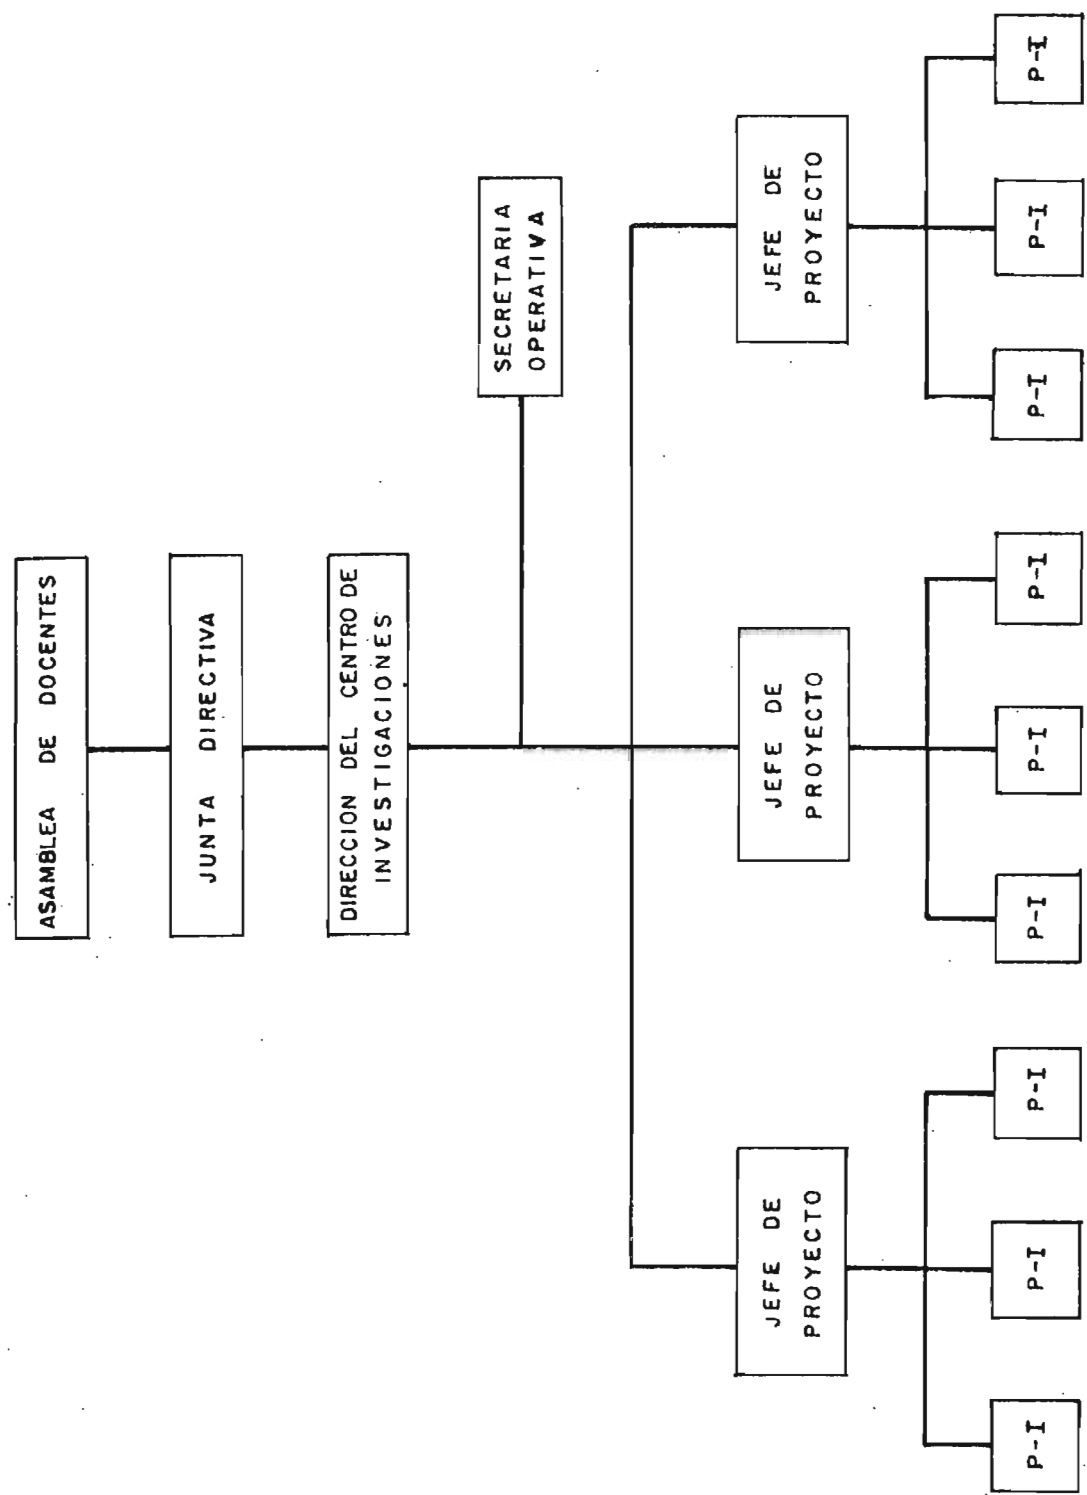 ASAMBLEA DE DOCENTES
JUNTA DIRECTIVA
DIRECCION DEL CENTRO DE
INVESTIGACIONES
SECRETARIA
OPERATIVA
JEFE DE
PROYECTO
JEFE DE
PROYECTO
JEFE DE
PROYECTO
P-I
P-I
P-I
P-I
P-I
P-I
P-I
P-I
P-I